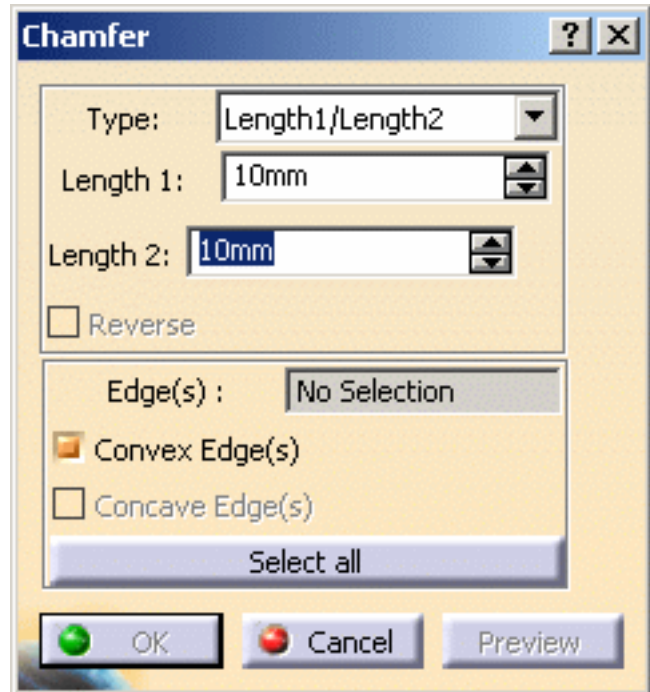 Chamfer
Type: Length1/Length2
Length 1: 10mm
Length 2: 10mm
Reverse
Edge(s) : No Selection
Convex Edge(s)
Concave Edge(s)
Select all
OK Cancel Preview